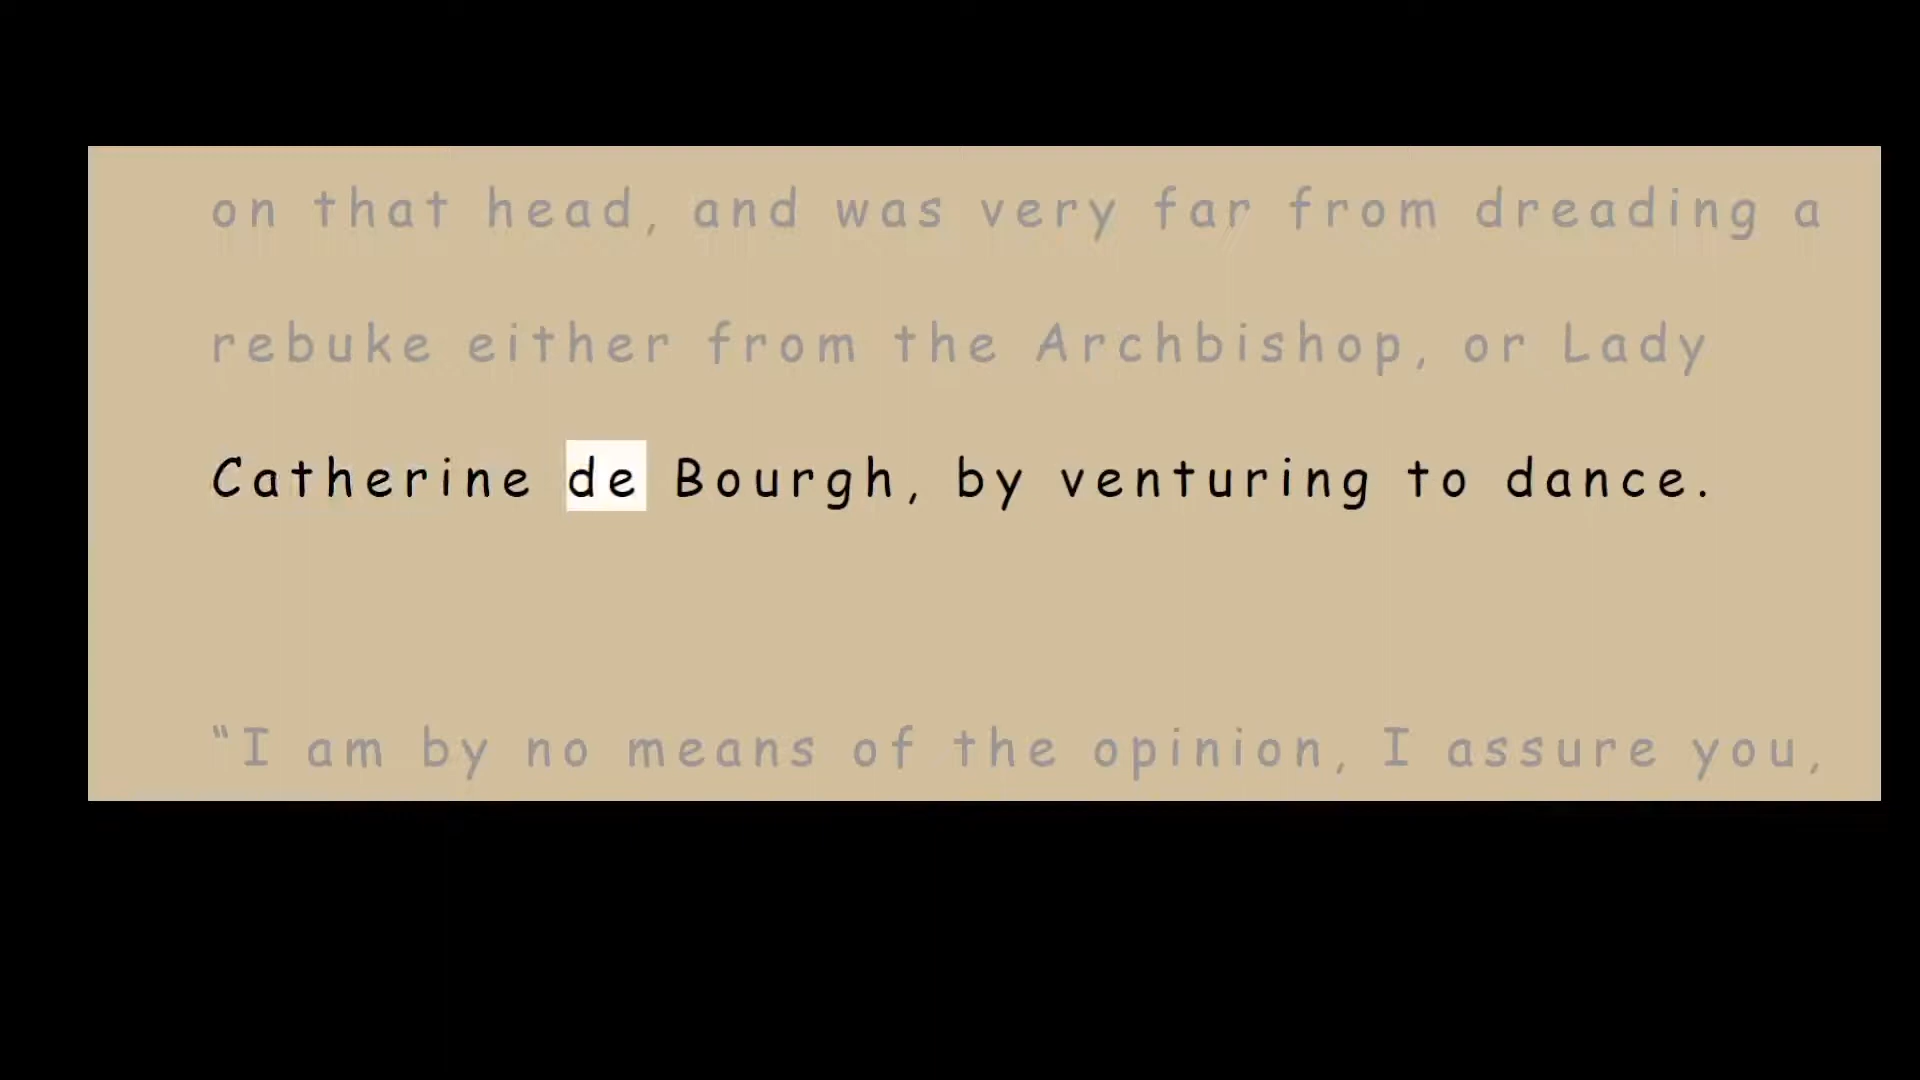 on that head, and was very far from dreading a
rebuke either from the Archbishop, or Lady
Catherine de Bourgh, by venturing to dance.
“I am by no means of the opinion, I assure you,